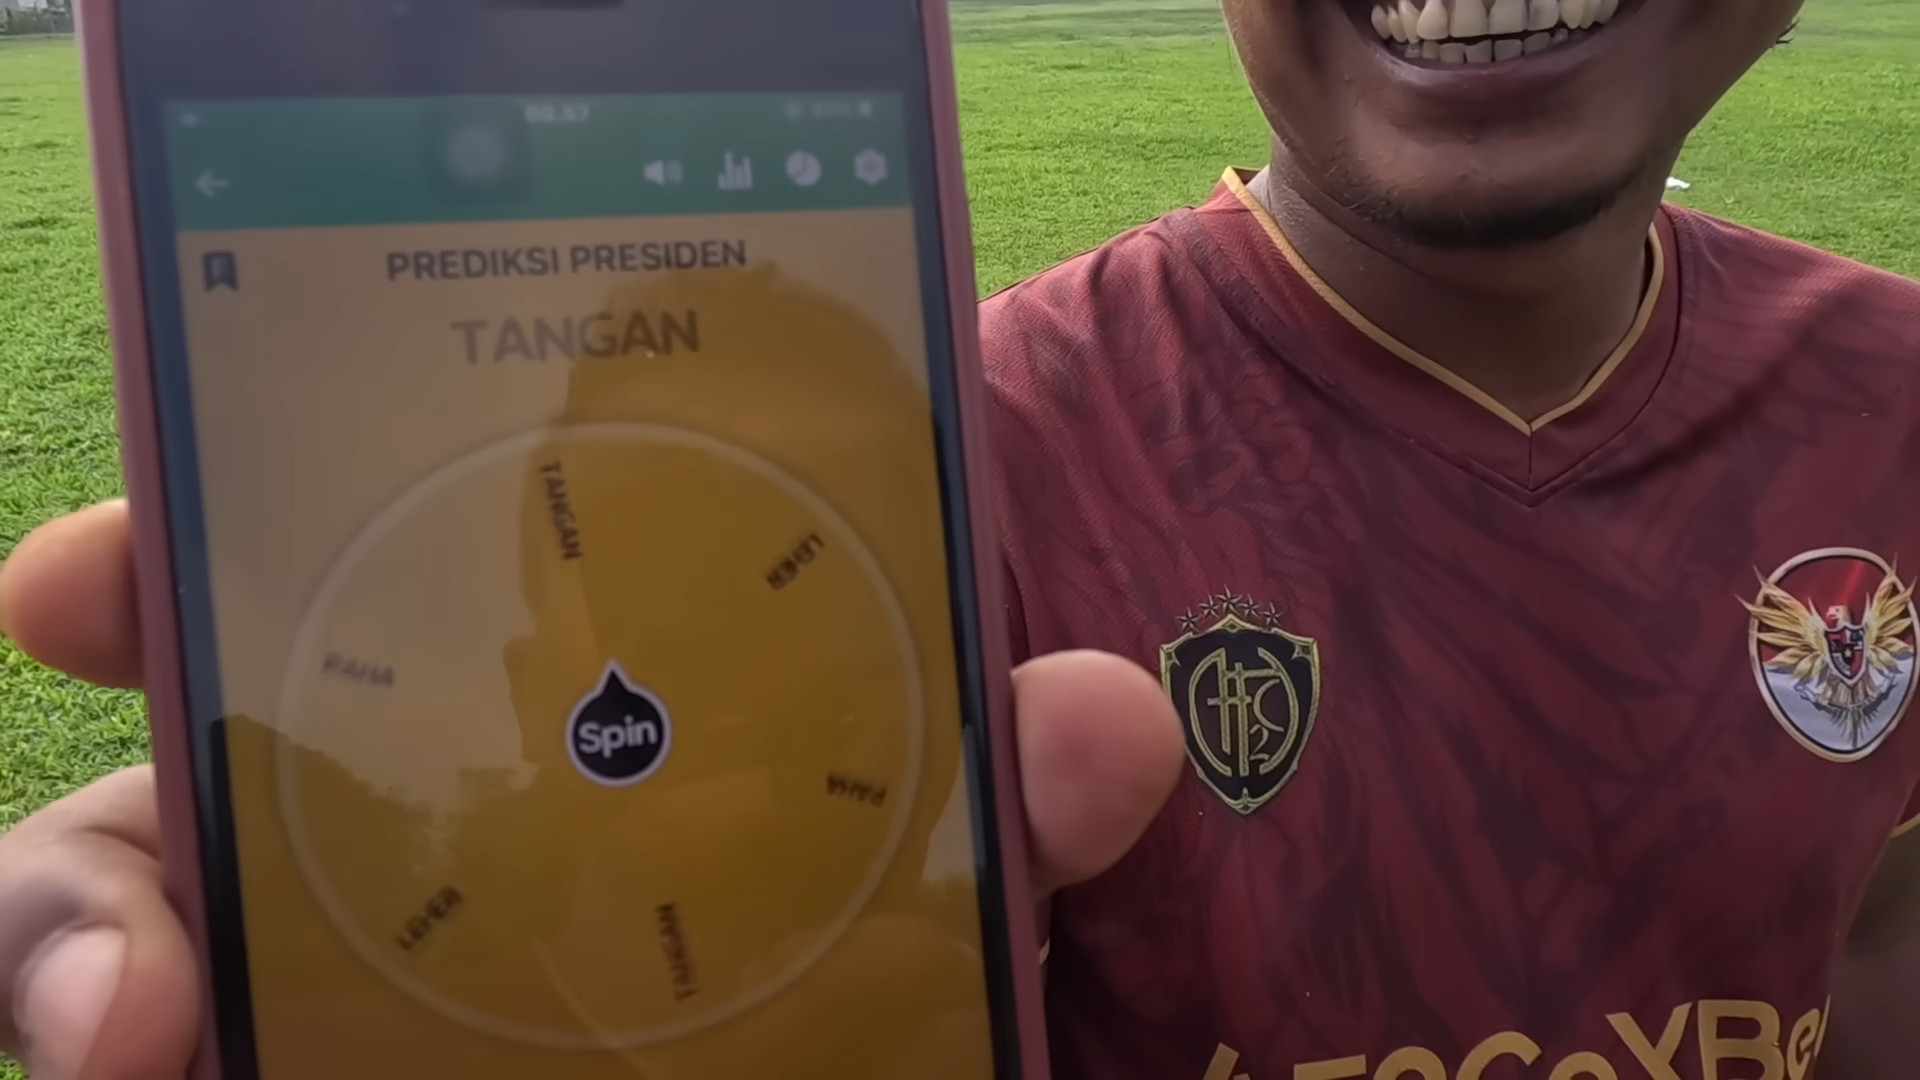 PREDIKSI PRESIDEN
TANGAN
TANGAN
LEHER
PAHA
PAHA
Spin
LEHER
TANGAN